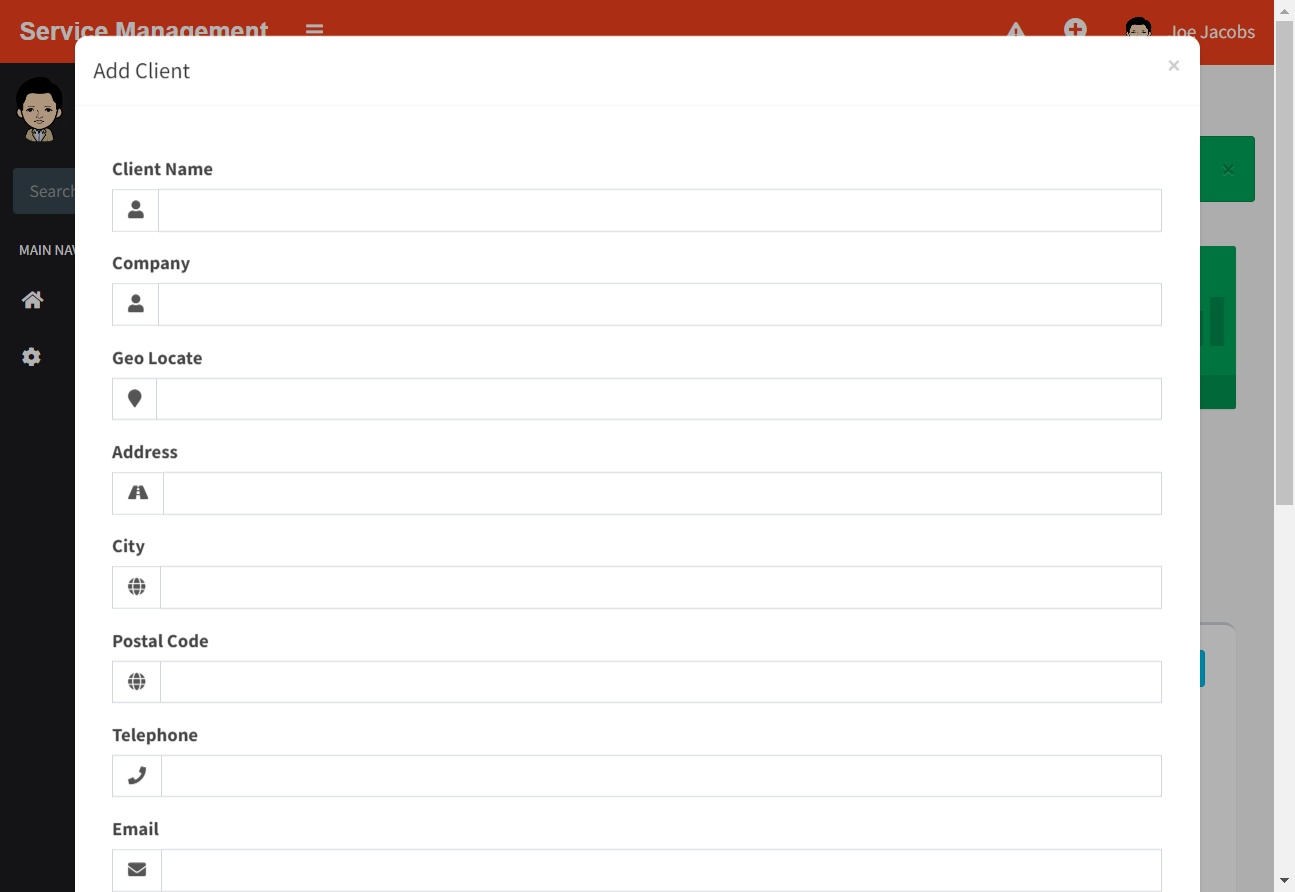 Service Management
Joe Jacobs
Add Client
×
Search
MAIN NAV
Client Name
Company
Geo Locate
Address
City
Postal Code
Telephone
Email